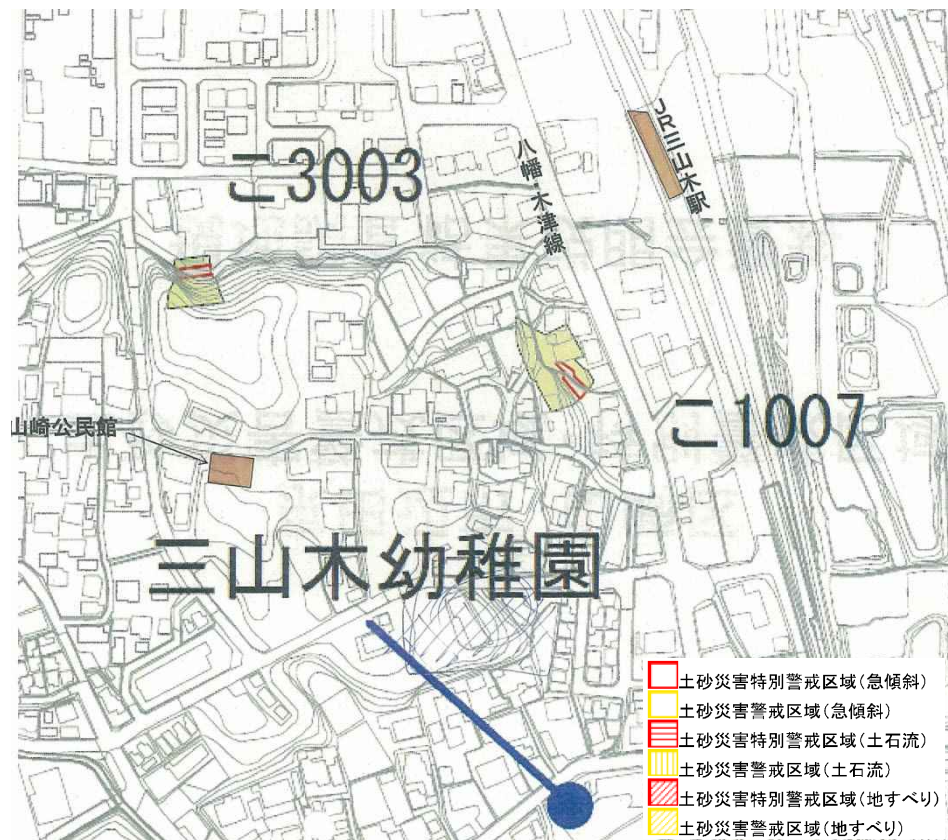 JR三山木駅
八幡・木津線
こ3003
こ1007
山崎公民館
三山木幼稚園
土砂災害特別警戒区域(急傾斜)
土砂災害警戒区域(急傾斜)
土砂災害特別警戒区域(土石流)
土砂災害警戒区域(土石流)
土砂災害特別警戒区域(地すべり)
土砂災害警戒区域(地すべり)